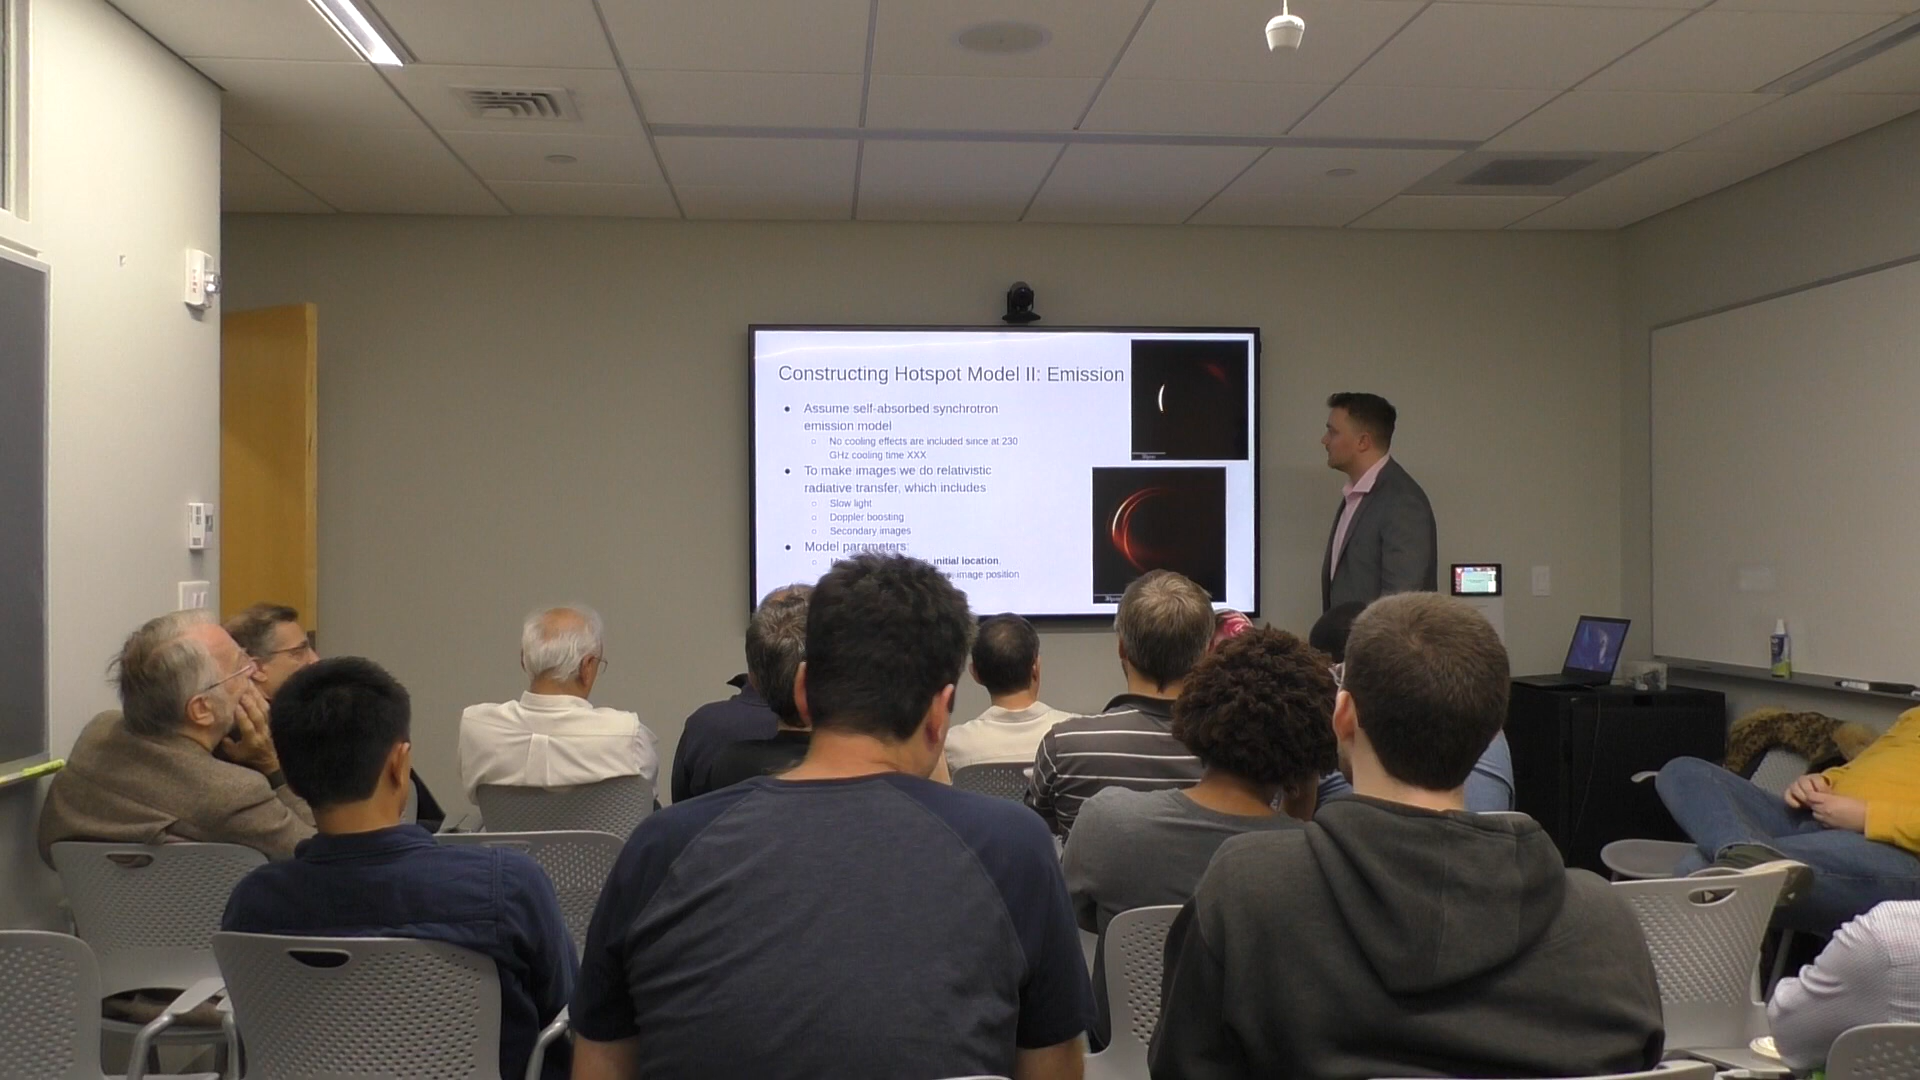 Constructing Hotspot Model II: Emission
Assume self-absorbed synchrotron
emission model
No cooling effects are included since at 230
GHz cooling time XXX
To make images we do relativistic
radiative transfer, which includes
Slow light
Doppler boosting
Secondary images
Model parameters:
initial location,
image position